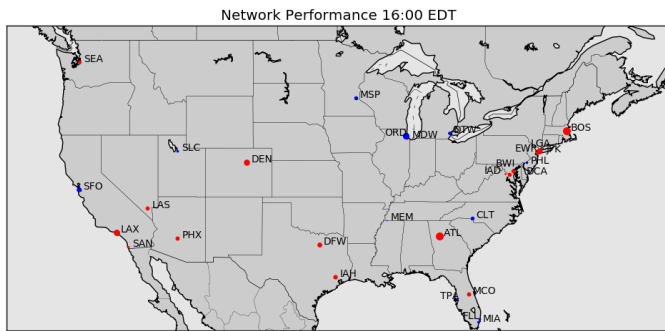 Network Performance 16:00 EDT
SEA
MSP
BOS
ORD
MDW
DTW
LGA
EWR
SLC
DEN
BWI
PHL
IAD
DCA
SFO
LAS
MEM
CLT
LAX
SAN
PHX
DFW
ATL
IAH
MCO
TPA
FLL
MIA